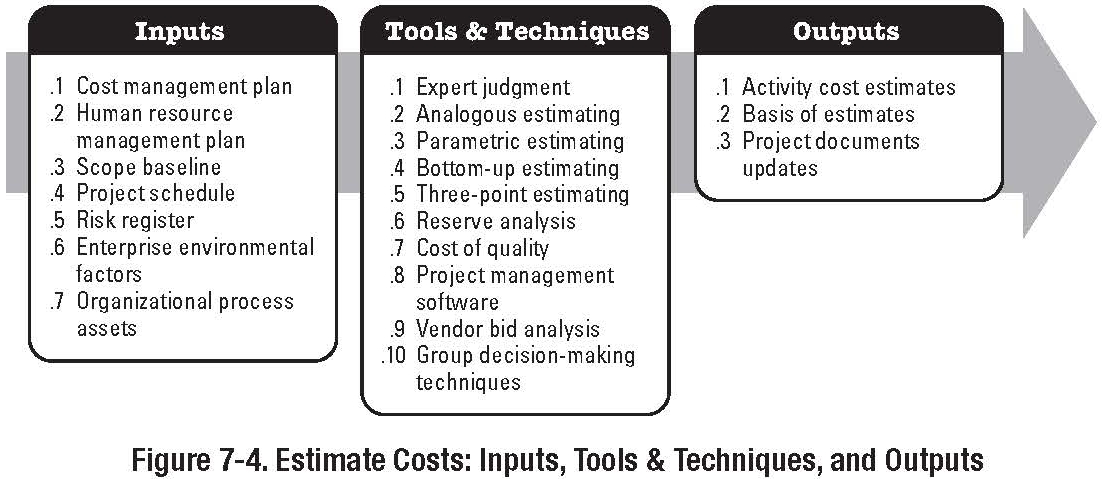 Inputs
.1 Cost management plan
.2 Human resource
management plan
.3 Scope baseline
.4 Project schedule
.5 Risk register
.6 Enterprise environmental
factors
.7 Organizational process
assets
Tools & Techniques
.1 Expert judgment
.2 Analogous estimating
.3 Parametric estimating
.4 Bottom-up estimating
.5 Three-point estimating
.6 Reserve analysis
.7 Cost of quality
.8 Project management
software
.9 Vendor bid analysis
.10 Group decision-making
techniques
Outputs
.1 Activity cost estimates
.2 Basis of estimates
.3 Project documents
updates
Figure 7-4. Estimate Costs: Inputs, Tools & Techniques, and Outputs